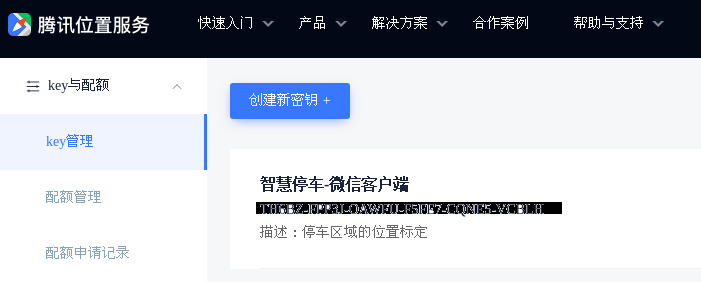 腾讯位置服务 快速入门 产品 解决方案 合作案例 帮助与支持
key与配额
创建新密钥 +
key管理
智慧停车-微信客户端
配额管理
描述：停车区域的位置标定
配额申请记录